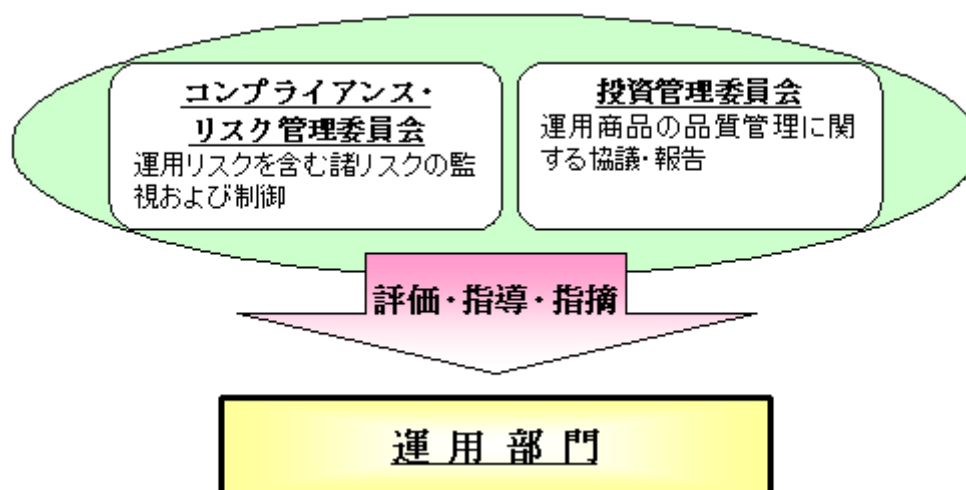 コンプライアンス・
リスク管理委員会
運用リスクを含む諸リスクの監
視および制御
投資管理委員会
運用商品の品質管理に関
する協議・報告
評価・指導・指摘
運用部門